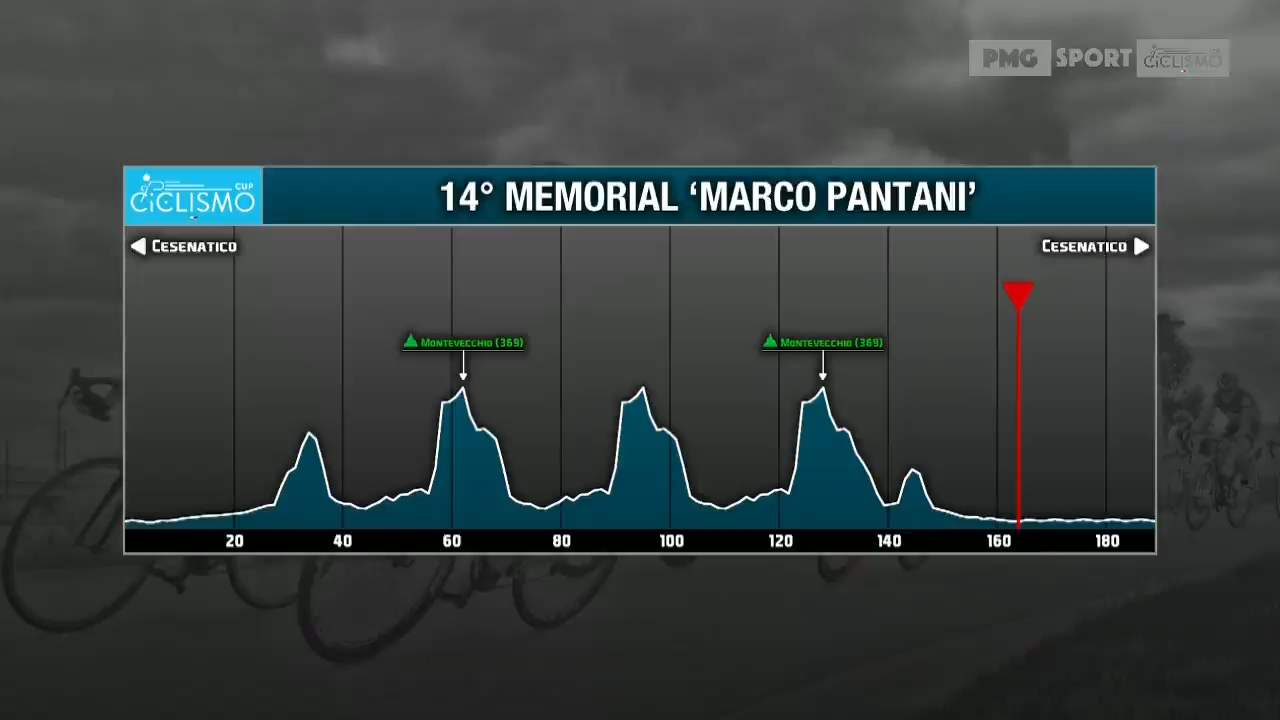 PMG SPORT CiCLISMO
CiCLISMO CUP
14° MEMORIAL ‘MARCO PANTANI’
CESENATICO CESENATICO
MONTEVECCHIO (369) MONTEVECCHIO (369)
20 40 60 80 100 120 140 160 180